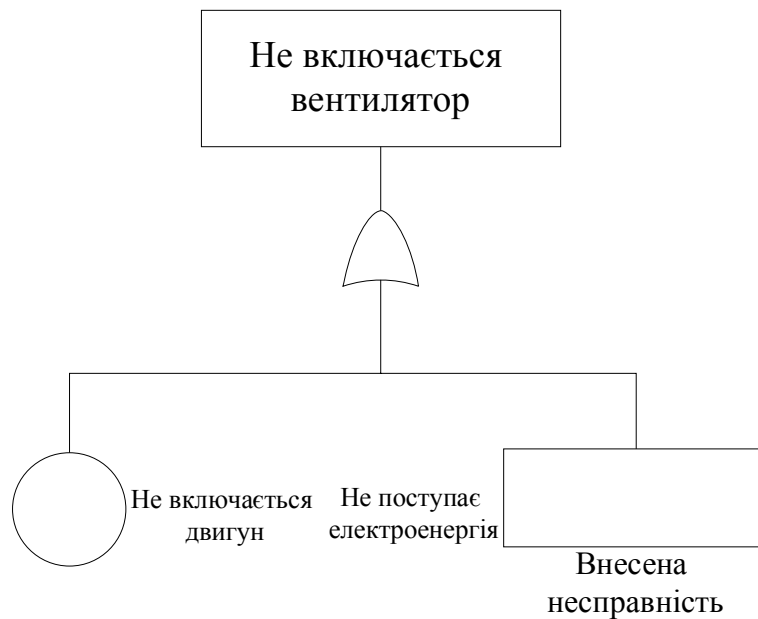 Не включається
вентилятор
Не включається
двигун
Не поступає
електроенергія
Внесена
несправність